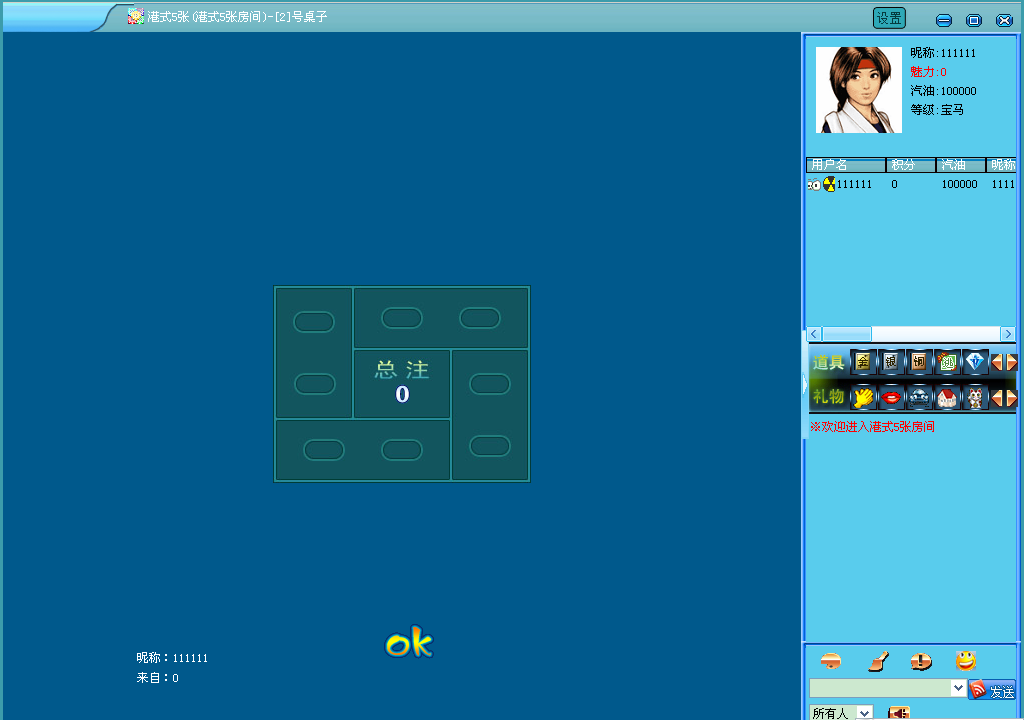 港式5张(港式5张房间)-[2]号桌子
设置
昵称:111111
魅力:0
汽油:100000
等级:宝马
用户名 积分 汽油 昵称
111111 0 100000 1111
道具 金 银 铜
礼物
※欢迎进入港式5张房间
总注
0
ok
昵称：111111
来自：0
发送
所有人